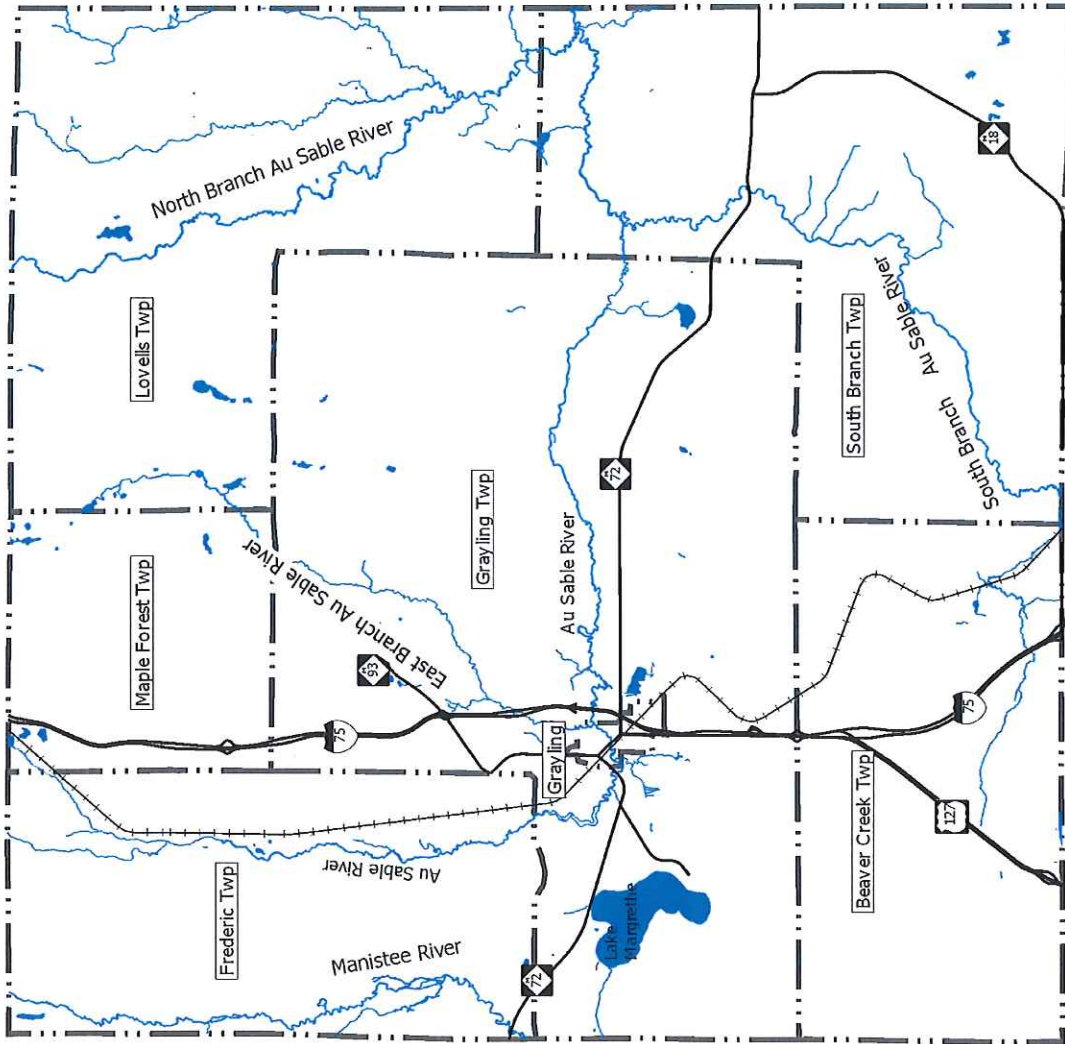 North Branch Au Sable River
Lovells Twp
Maple Forest Twp
East Branch Au Sable River
M
93
75
Grayling Twp
Au Sable River
M
72
Grayling
Frederic Twp
Au Sable River
Manistee River
M
72
Lake
Margrethe
South Branch Twp
South Branch
Au Sable River
M
18
Beaver Creek Twp
127
75